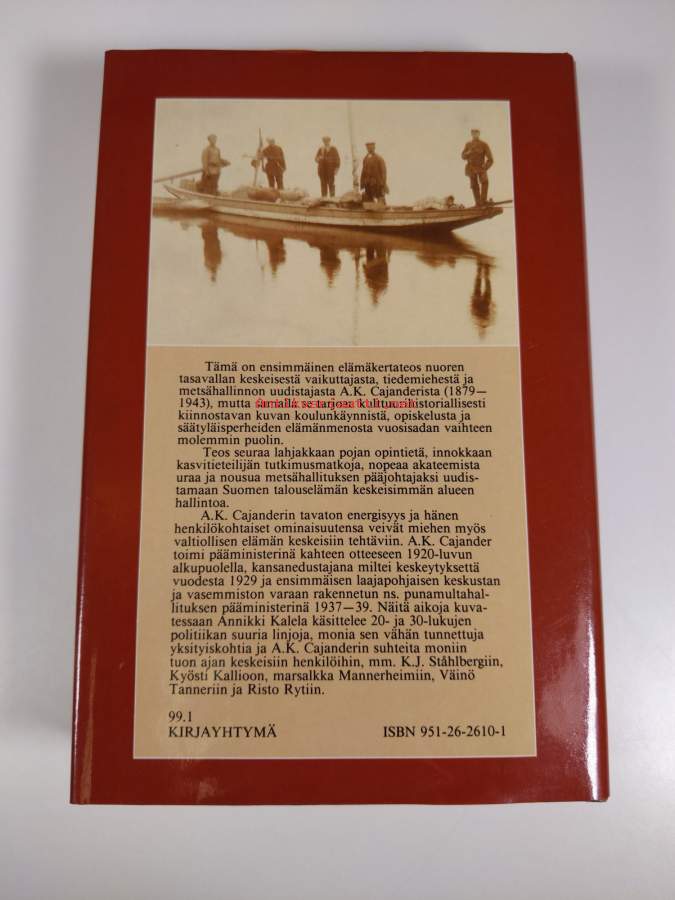 Tämä on ensimmäinen elämäkertateos nuoren
tasavallan keskeisestä vaikuttajasta, tiedemiehestä ja
metsähallinnon uudistajasta A.K. Cajanderista (1879—
1943), mutta samalla se tarjoaa kulttuurihistoriallisesti
kiinnostavan kuvan koulunkäynnistä, opiskelusta ja
säätyläisperheiden elämänmenosta vuosisadan vaihteen
molemmin puolin.
Teos seuraa lahjakkaan pojan opintietä, innokkaan
kasvitieteilijän tutkimusmatkoja, nopeaa akateemista
uraa ja nousua metsähallituksen pääjohtajaksi uudis-
tamaan Suomen talouselämän keskeisimmän alueen
hallintoa.
A.K. Cajanderin tavaton energisyys ja hänen
henkilökohtaiset ominaisuutensa veivät miehen myös
valtiollisen elämän keskeisiin tehtäviin. A.K. Cajander
toimi pääministerinä kahteen otteeseen 1920-luvun
alkupuolella, kansanedustajana miltei keskeytyksettä
vuodesta 1929 ja ensimmäisen laajapohjaisen keskustan
ja vasemmiston varaan rakennetun ns. punamultahal-
lituksen pääministerinä 1937—39. Näitä aikoja kuva-
tessaan Annikki Kalela käsittelee 20- ja 30-lukujen
politiikan suuria linjoja, monia sen vähän tunnettuja
yksityiskohtia ja A.K. Cajanderin suhteita moniin
tuon ajan keskeisiin henkilöihin, mm. K.J. Ståhlbergiin,
Kyösti Kallioon, marsalkka Mannerheimiin, Väinö
Tanneriin ja Risto Rytiin.
99.1
KIRJAYHTYMÄ
ISBN 951-26-2610-1